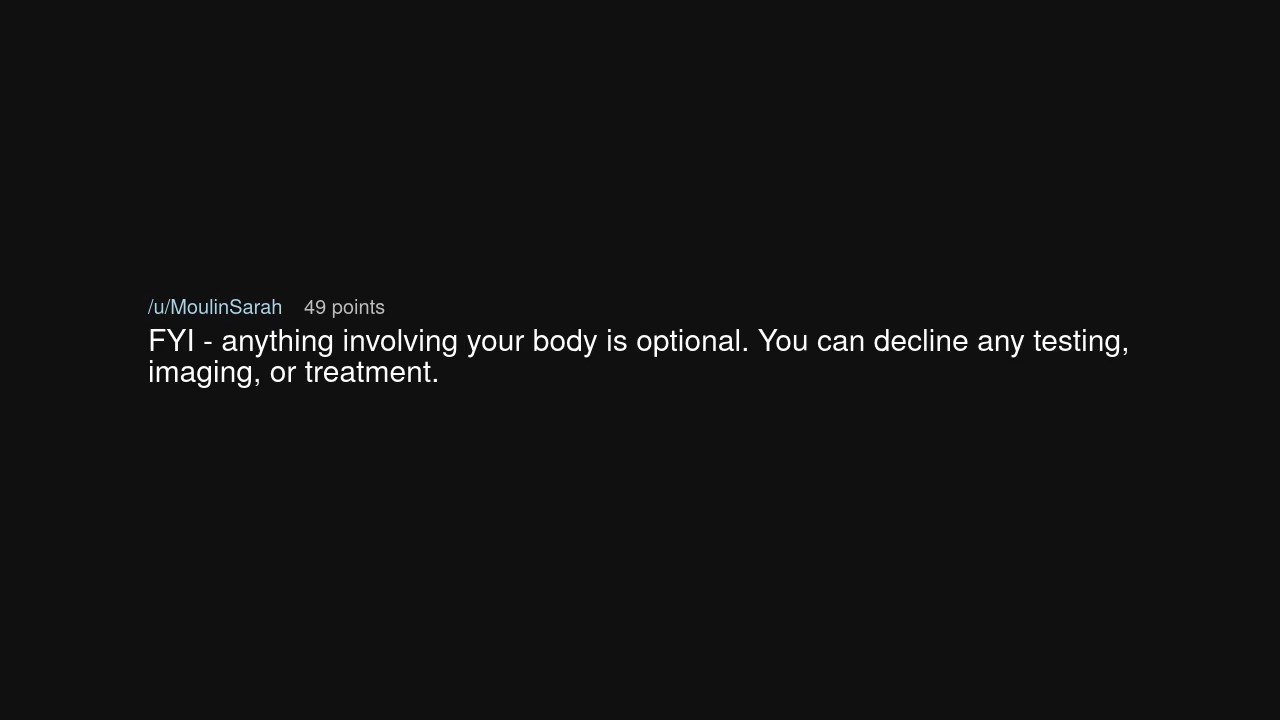 /u/MoulinSarah 49 points
FYI - anything involving your body is optional. You can decline any testing,
imaging, or treatment.